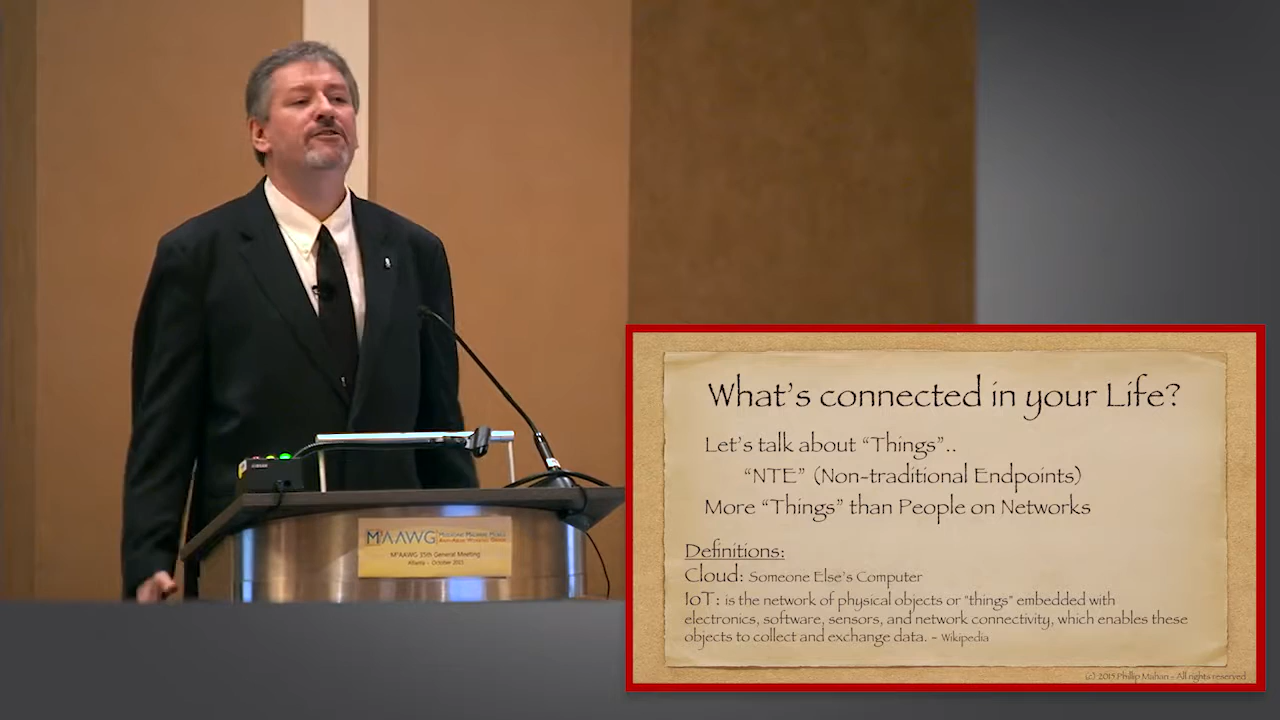 M³AAWG
M³AAWG 35th General Meeting
Atlanta – October 2015
What's connected in your Life?
Let's talk about “Things”..
“NTE” (Non-traditional Endpoints)
More “Things” than People on Networks
Definitions:
Cloud: Someone Else's Computer
IoT: is the network of physical objects or "things" embedded with
electronics, software, sensors, and network connectivity, which enables these
objects to collect and exchange data. - Wikipedia
(c) 2015 Phillip Mahan - All rights reserved